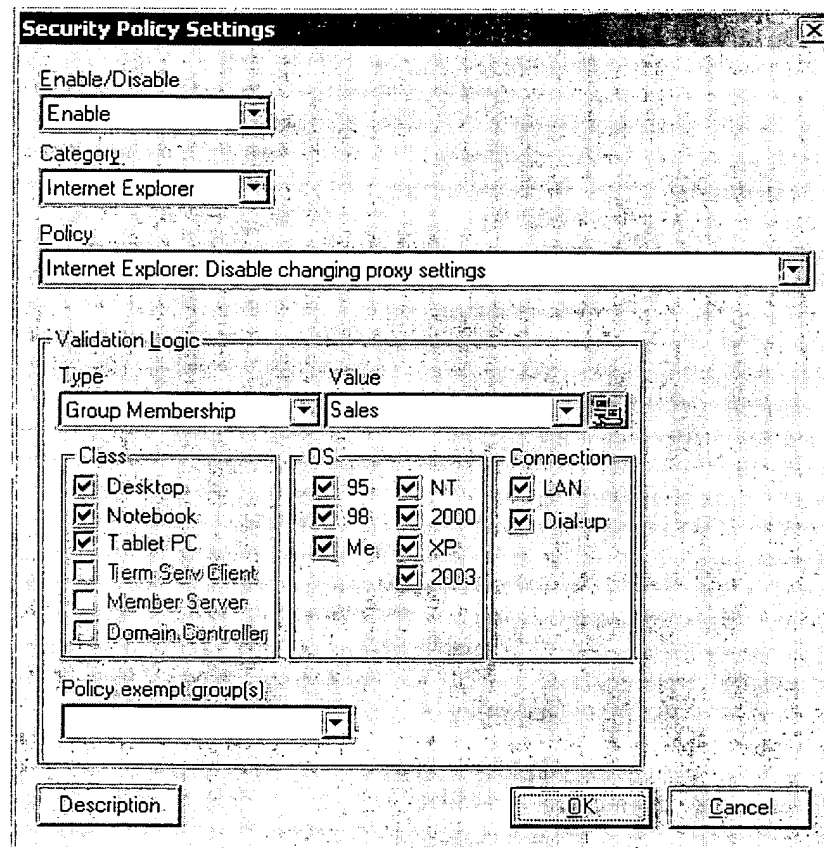 Security Policy Settings
Enable/Disable
Enable
Category
Internet Explorer
Policy
Internet Explorer: Disable changing proxy settings
Validation Logic
Type Value
Group Membership Sales
Class OS Connection
Desktop 95 NT LAN
Notebook 98 2000 Dial-up
Tablet PC Me XP
Term Serv Client 2003
Member Server
Domain Controller
Policy exempt group(s)
Description OK Cancel